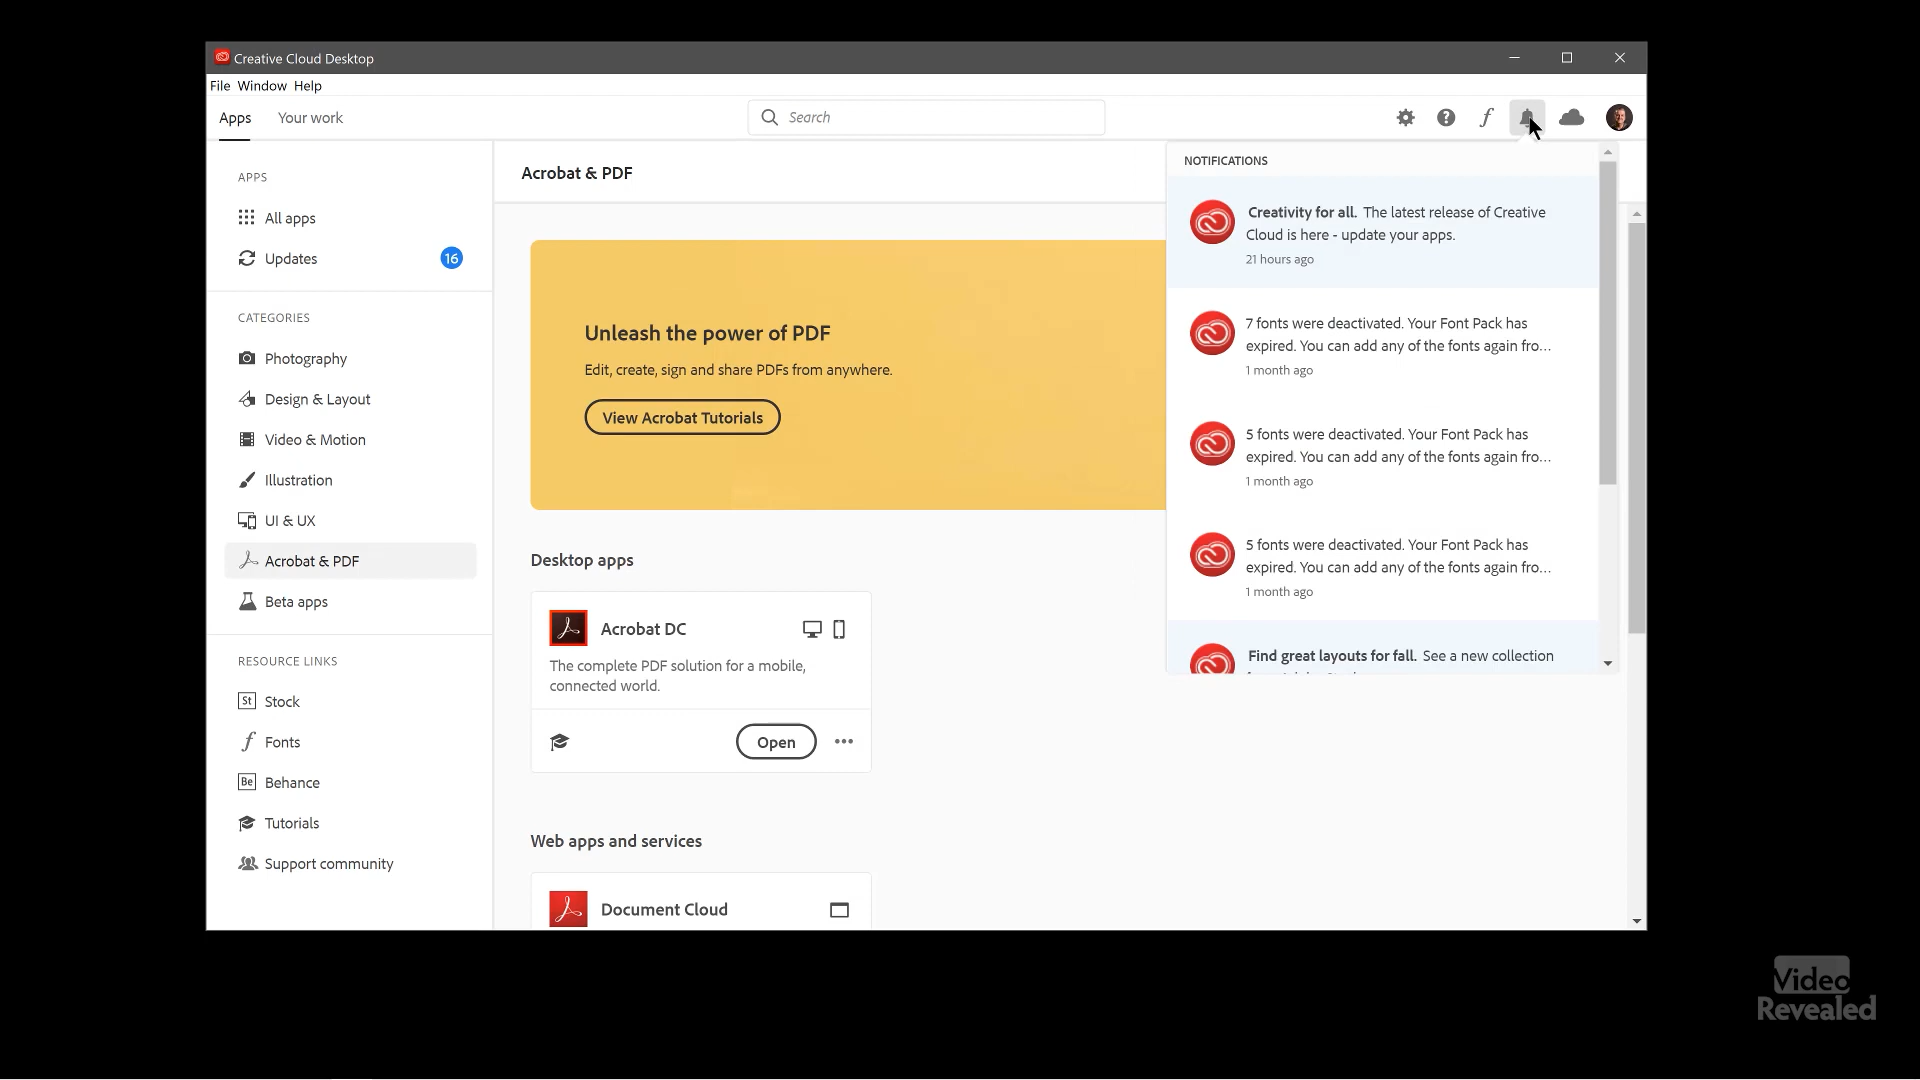 Creative Cloud Desktop
File Window Help
Apps Your work Search
NOTIFICATIONS
Creativity for all. The latest release of Creative
Cloud is here - update your apps.
21 hours ago
7 fonts were deactivated. Your Font Pack has
expired. You can add any of the fonts again fro...
1 month ago
5 fonts were deactivated. Your Font Pack has
expired. You can add any of the fonts again fro...
1 month ago
5 fonts were deactivated. Your Font Pack has
expired. You can add any of the fonts again fro...
1 month ago
Find great layouts for fall. See a new collection
APPS
All apps
Updates 16
CATEGORIES
Photography
Design & Layout
Video & Motion
Illustration
UI & UX
Acrobat & PDF
Beta apps
RESOURCE LINKS
St Stock
Fonts
Be Behance
Tutorials
Support community
Acrobat & PDF
Unleash the power of PDF
Edit, create, sign and share PDFs from anywhere.
View Acrobat Tutorials
Desktop apps
Acrobat DC
The complete PDF solution for a mobile,
connected world.
Open
Web apps and services
Document Cloud
Video
Revealed